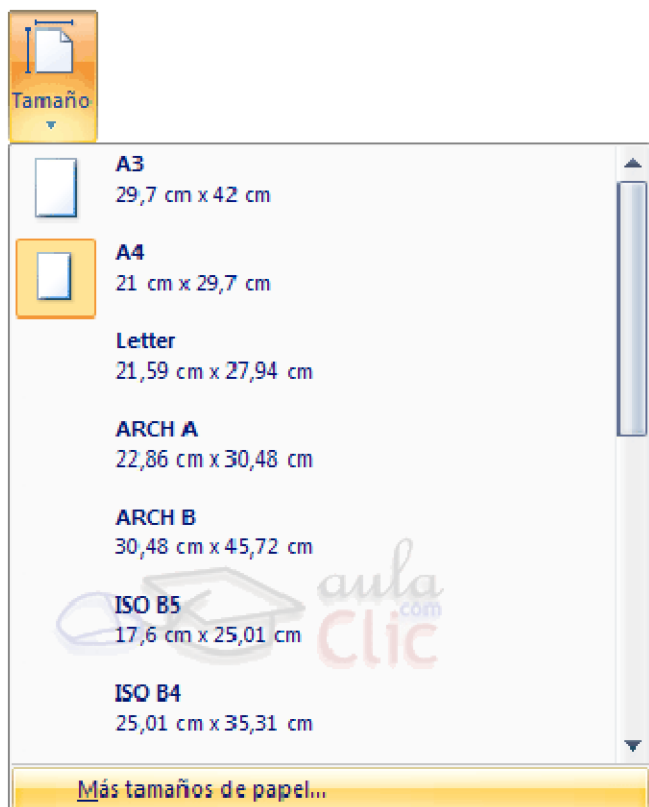 Tamaño
A3
29,7 cm x 42 cm
A4
21 cm x 29,7 cm
Letter
21,59 cm x 27,94 cm
ARCH A
22,86 cm x 30,48 cm
ARCH B
30,48 cm x 45,72 cm
aula
.com
Clic
ISO B5
17,6 cm x 25,01 cm
ISO B4
25,01 cm x 35,31 cm
Más tamaños de papel...